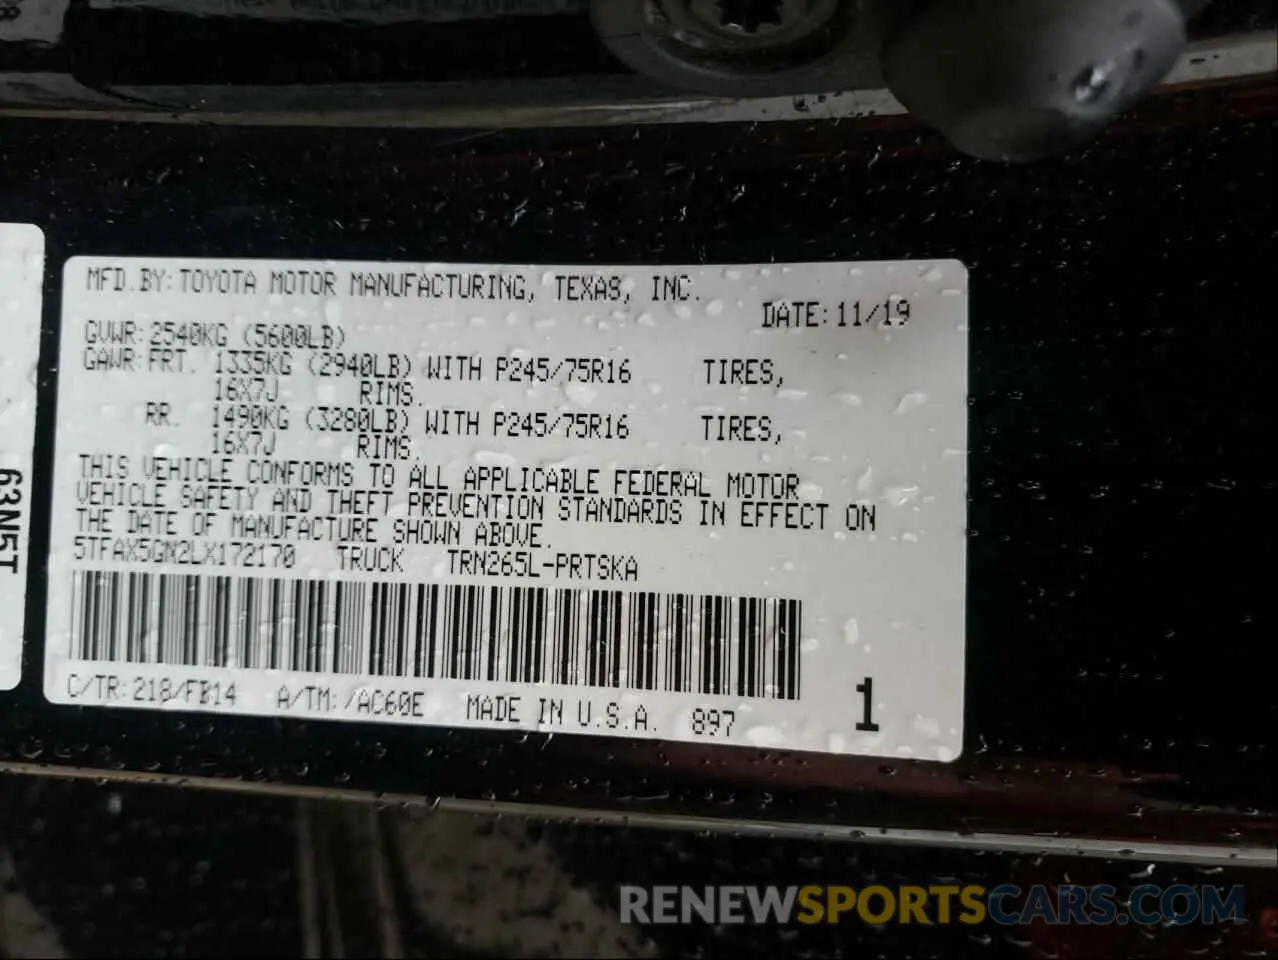 MFD.BY:TOYOTA MOTOR MANUFACTURING, TEXAS, INC.
DATE:11/19
GVWR:2540KG (5600LB)
GAWR:FRT. 1335KG (2940LB) WITH P245/75R16 TIRES,
16X7J RIMS.
RR. 1490KG (3280LB) WITH P245/75R16 TIRES,
16X7J RIMS.
THIS VEHICLE CONFORMS TO ALL APPLICABLE FEDERAL MOTOR
VEHICLE SAFETY AND THEFT PREVENTION STANDARDS IN EFFECT ON
THE DATE OF MANUFACTURE SHOWN ABOVE.
5TFAX5GN2LX172170 TRUCK TRN265L-PRTSKA
C/TR:218/FB14 A/TM:/AC60E MADE IN U.S.A. 897
1
63N5T
RENEWSPORTSCARS.COM